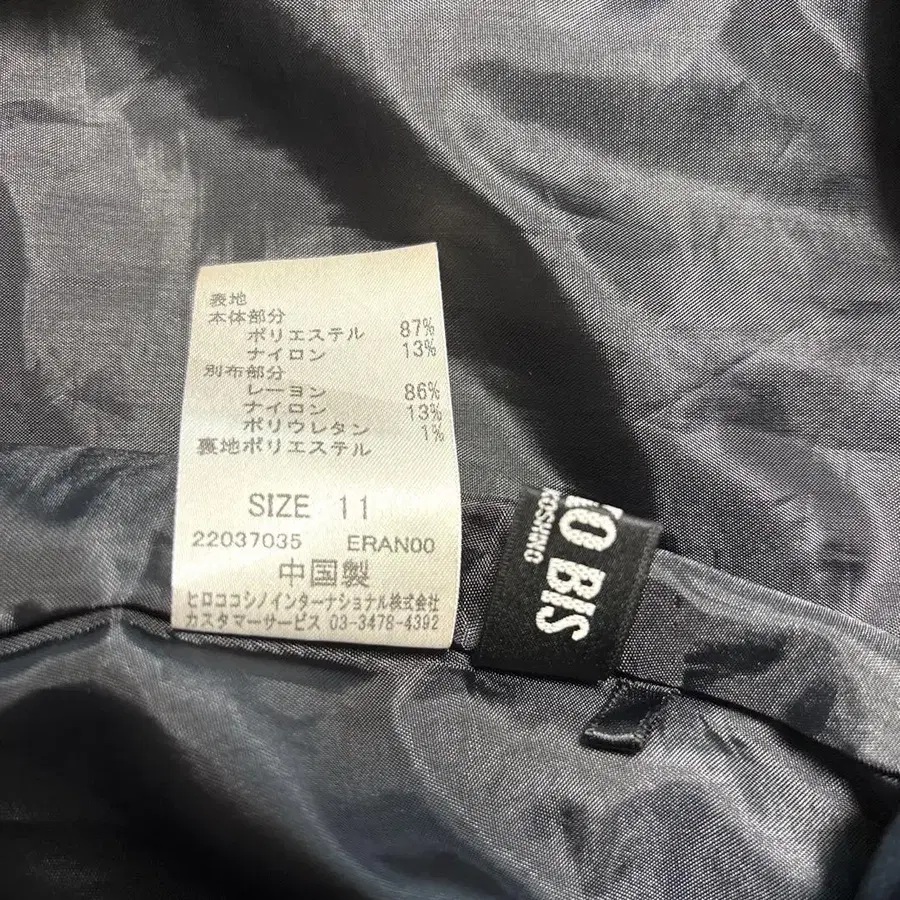 表地
本体部分
ポリエステル 87%
ナイロン 13%
別布部分
レーヨン 86%
ナイロン 13%
ポリウレタン 1%
裏地ポリエステル
SIZE 11
22037035 ERAN00
中国製
ヒロココシノインターナショナル株式会社
カスタマーサービス 03-3478-4392
KO BIS